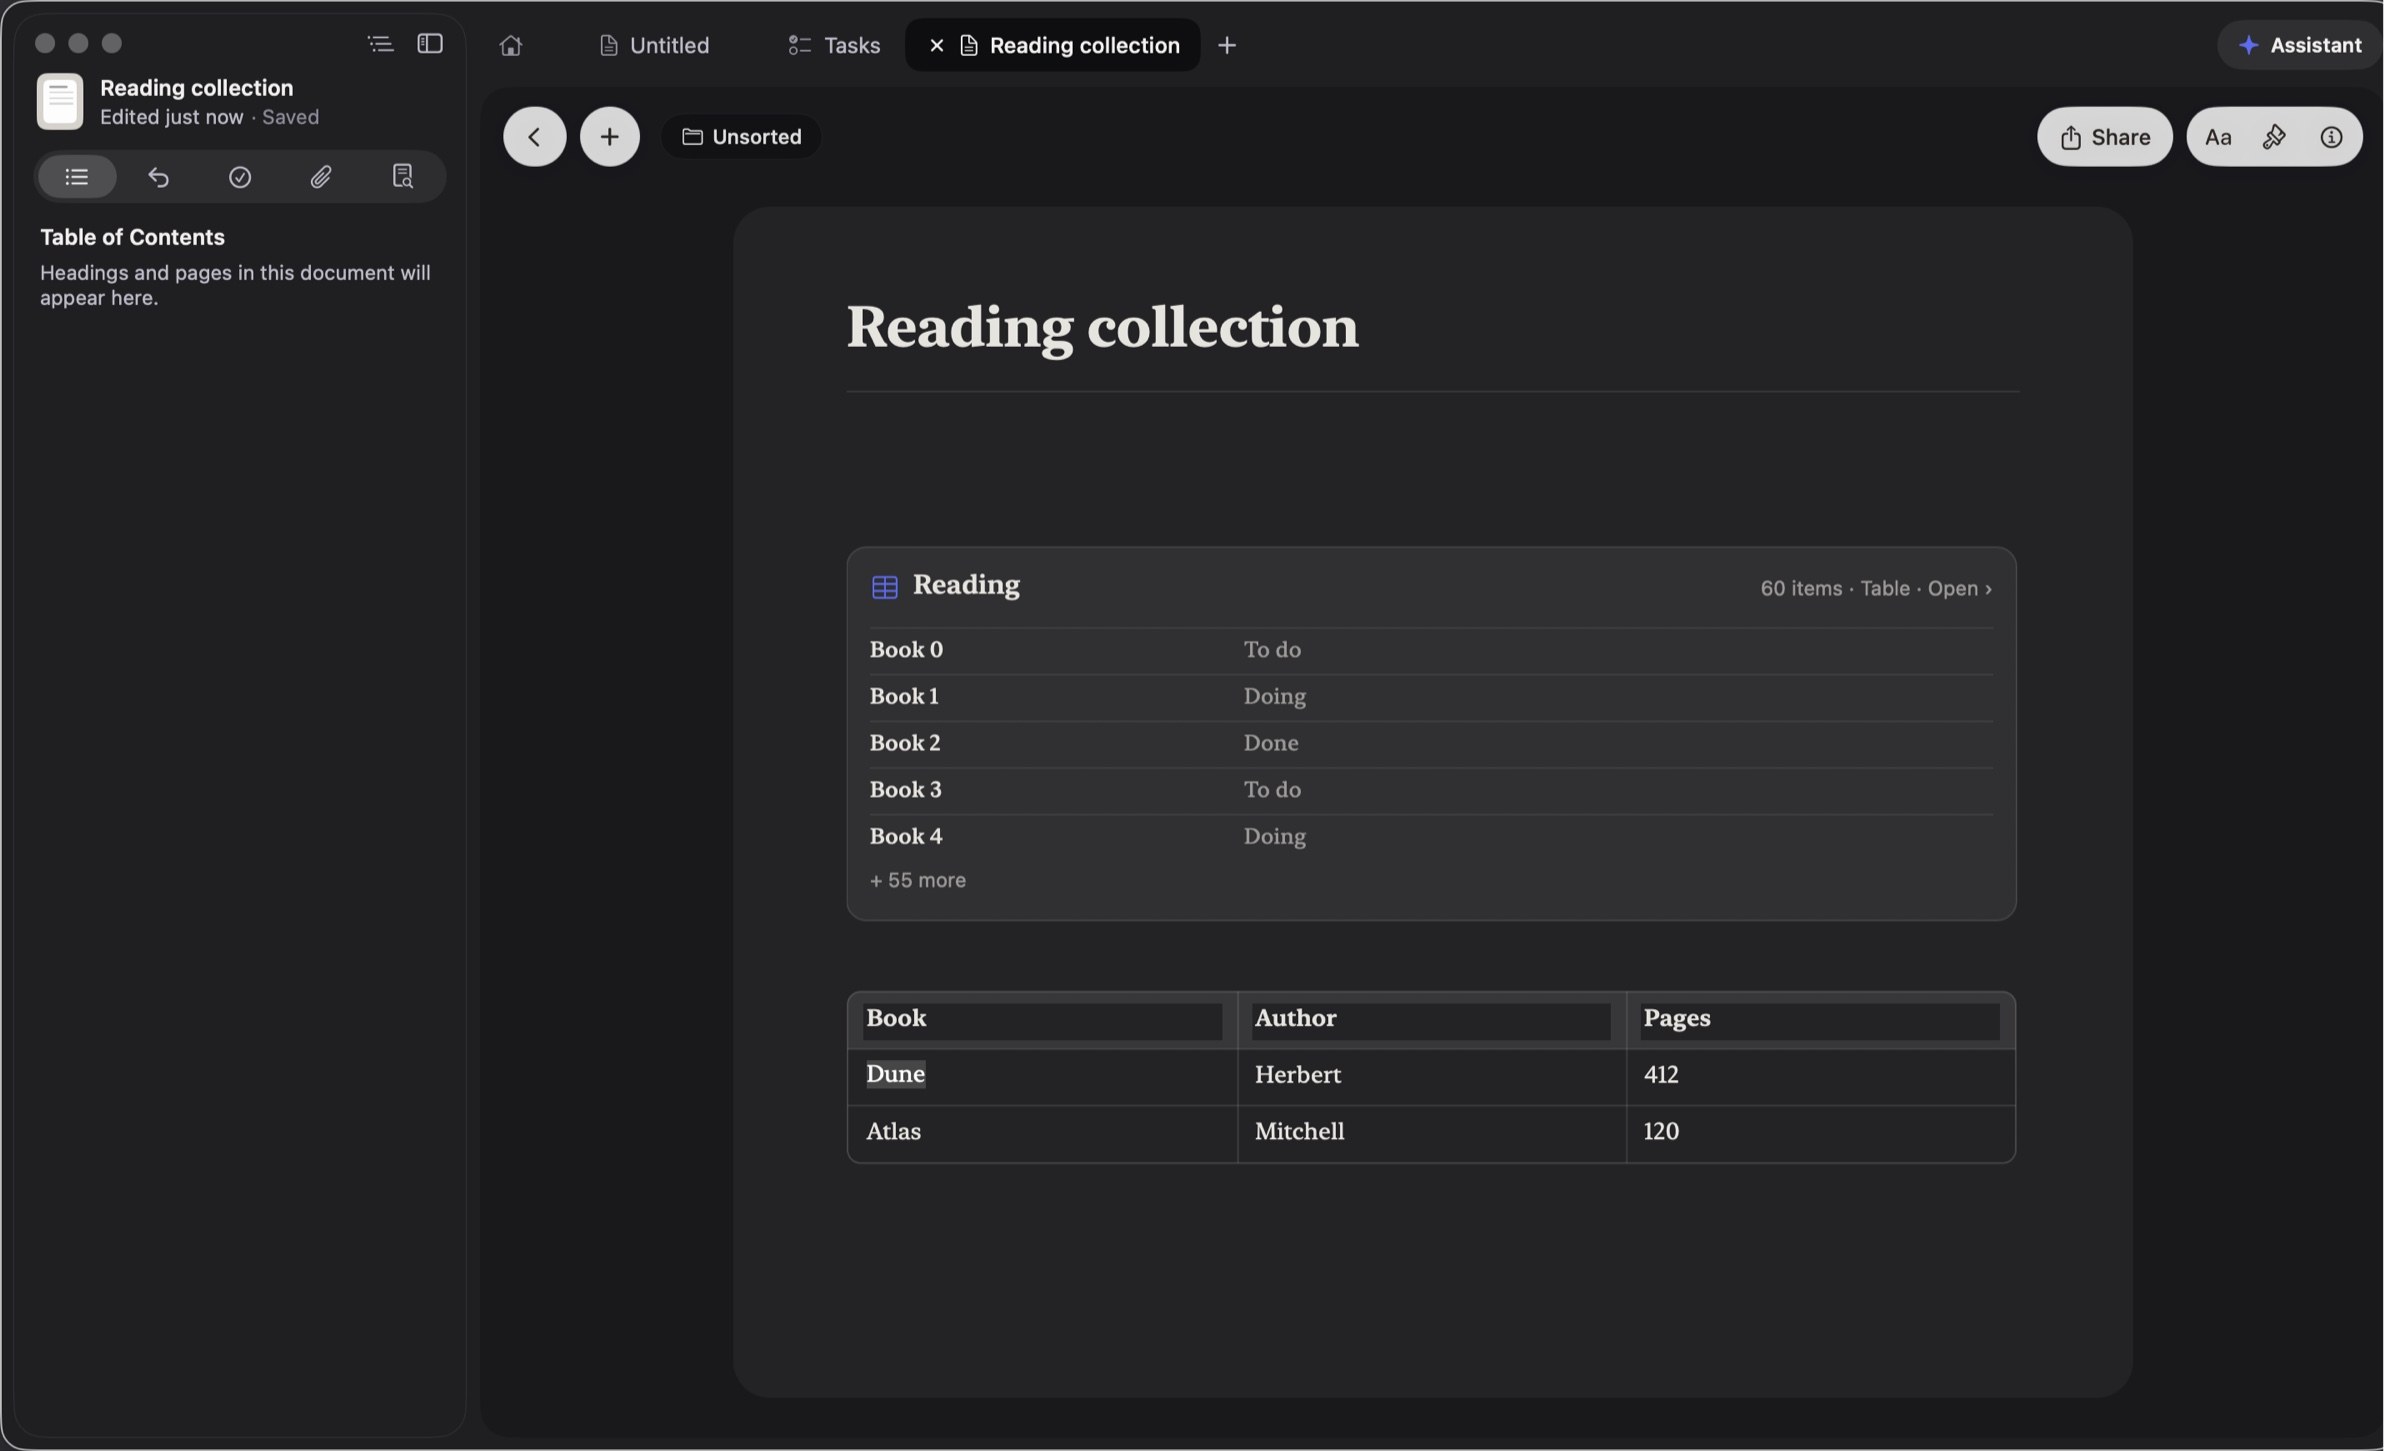 Untitled
Tasks
Reading collection
Assistant
Reading collection
Edited just now · Saved
Table of Contents
Headings and pages in this document will
appear here.
Unsorted
Share
Aa
Reading collection
Reading
60 items · Table · Open ›
Book 0 To do
Book 1 Doing
Book 2 Done
Book 3 To do
Book 4 Doing
+ 55 more
Book Author Pages
Dune Herbert 412
Atlas Mitchell 120